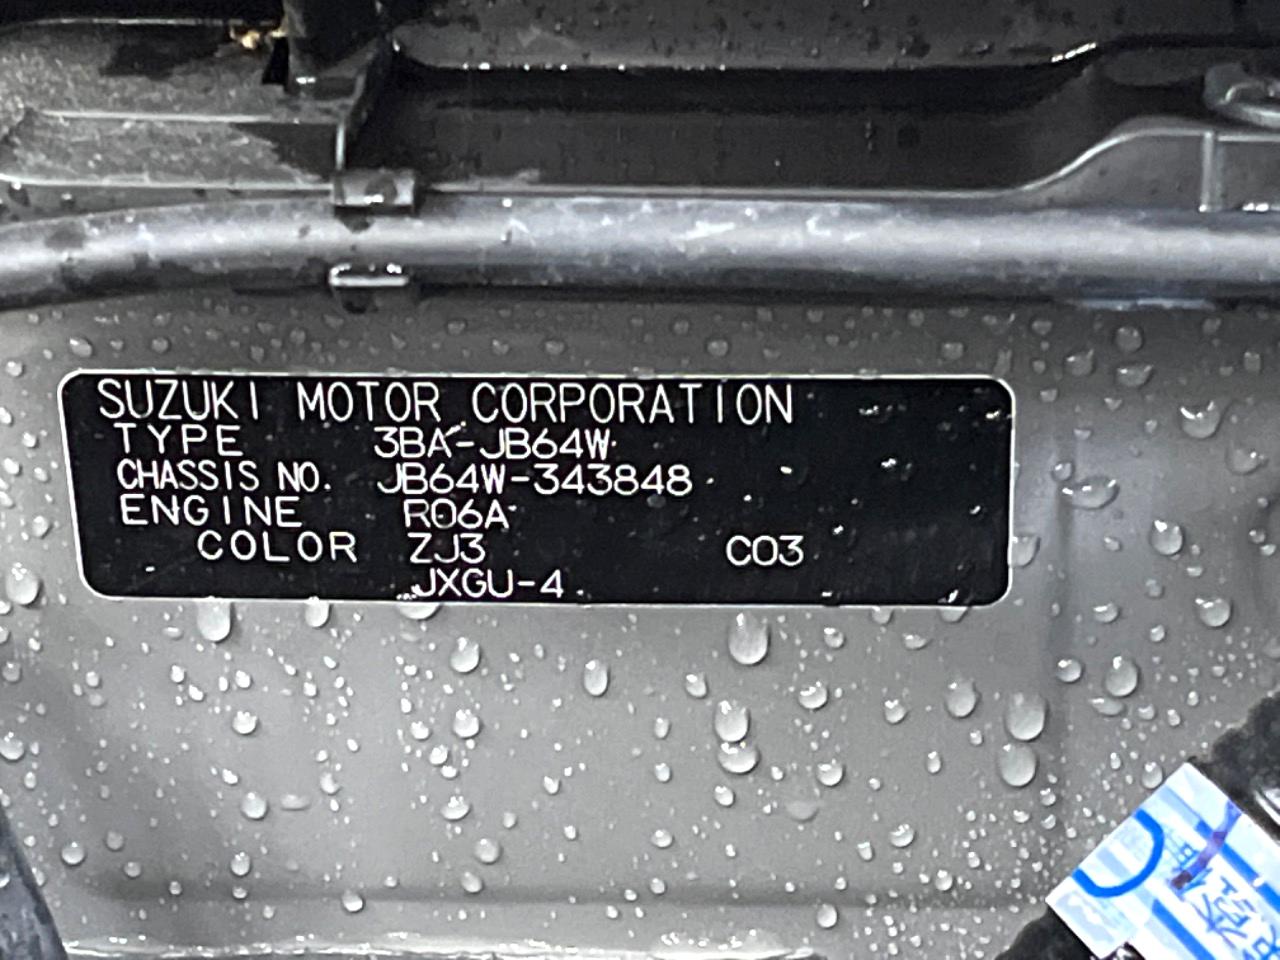 SUZUKI MOTOR CORPORATION
TYPE 3BA-JB64W
CHASSIS NO. JB64W-343848
ENGINE R06A
COLOR ZJ3 C03
JXGU-4